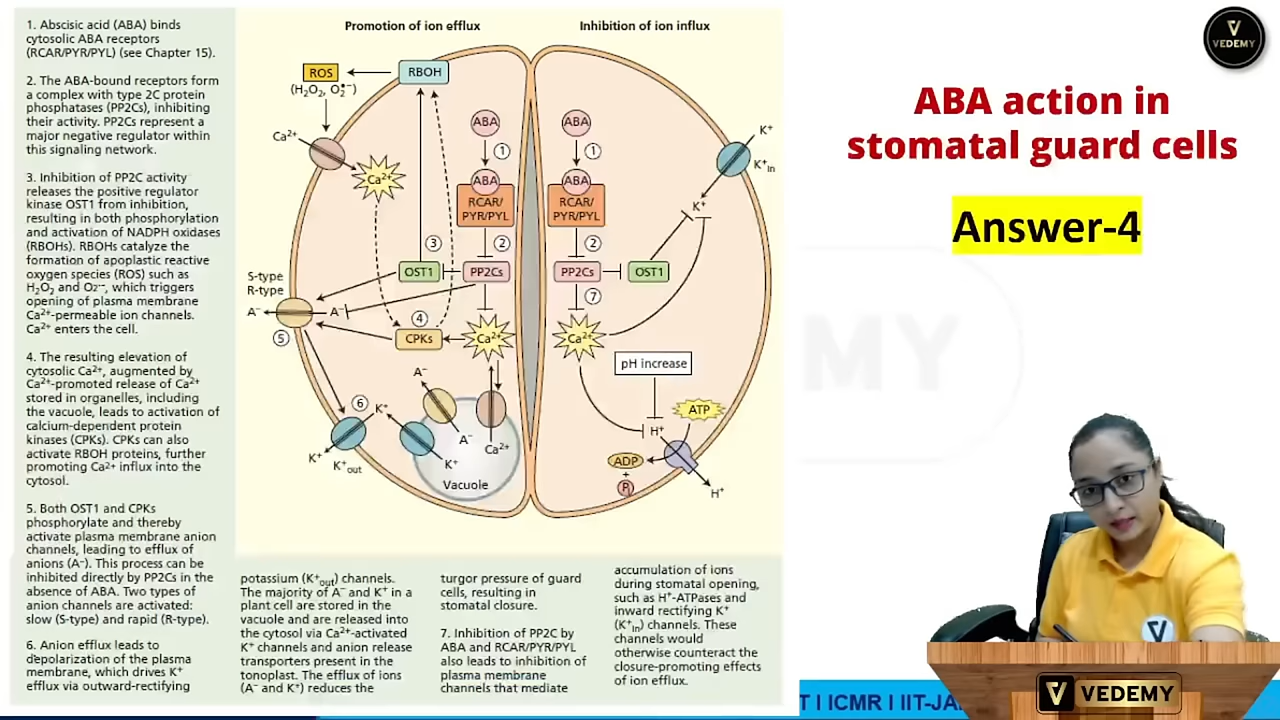 1. Abscisic acid (ABA) binds
cytosolic ABA receptors
(RCAR/PYR/PYL) (see Chapter 15).
2. The ABA-bound receptors form
a complex with type 2C protein
phosphatases (PP2Cs), inhibiting
their activity. PP2Cs represent a
major negative regulator within
this signaling network.
3. Inhibition of PP2C activity
releases the positive regulator
kinase OST1 from inhibition,
resulting in both phosphorylation
and activation of NADPH oxidases
(RBOHs). RBOHs catalyze the
formation of apoplastic reactive
oxygen species (ROS) such as
H₂O₂ and O₂•−, which triggers
opening of plasma membrane
Ca²⁺-permeable ion channels.
Ca²⁺ enters the cell.
4. The resulting elevation of
cytosolic Ca²⁺, augmented by
Ca²⁺-promoted release of Ca²⁺
stored in organelles, including
the vacuole, leads to activation of
calcium-dependent protein
kinases (CPKs). CPKs can also
activate RBOH proteins, further
promoting Ca²⁺ influx into the
cytosol.
5. Both OST1 and CPKs
phosphorylate and thereby
activate plasma membrane anion
channels, leading to efflux of
anions (A⁻). This process can be
inhibited directly by PP2Cs in the
absence of ABA. Two types of
anion channels are activated:
slow (S-type) and rapid (R-type).
6. Anion efflux leads to
depolarization of the plasma
membrane, which drives K⁺
efflux via outward-rectifying
potassium (K⁺out) channels.
The majority of A⁻ and K⁺ in a
plant cell are stored in the
vacuole and are released into
the cytosol via Ca²⁺-activated
K⁺ channels and anion release
transporters present in the
tonoplast. The efflux of ions
(A⁻ and K⁺) reduces the
turgor pressure of guard
cells, resulting in
stomatal closure.
7. Inhibition of PP2C by
ABA and RCAR/PYR/PYL
also leads to inhibition of
plasma membrane
channels that mediate
accumulation of ions
during stomatal opening,
such as H⁺-ATPases and
inward rectifying K⁺
(K⁺in) channels. These
channels would
otherwise counteract the
closure-promoting effects
of ion efflux.
Promotion of ion efflux
Inhibition of ion influx
ROS
RBOH
(H₂O₂, O₂•−)
Ca²⁺
Ca²⁺
ABA
1
ABA
RCAR/
PYR/PYL
3
2
OST1
PP2Cs
S-type
R-type
A⁻
A⁻
5
4
CPKs
Ca²⁺
A⁻
6
K⁺
K⁺
K⁺out
A⁻
Ca²⁺
K⁺
Vacuole
ABA
1
ABA
RCAR/
PYR/PYL
2
PP2Cs
OST1
7
Ca²⁺
K⁺
K⁺in
K⁺
pH increase
ATP
H⁺
ADP
+
Pi
H⁺
VEDEMY
ABA action in
stomatal guard cells
Answer-4
MY
T I ICMR I IIT-JA
VEDEMY